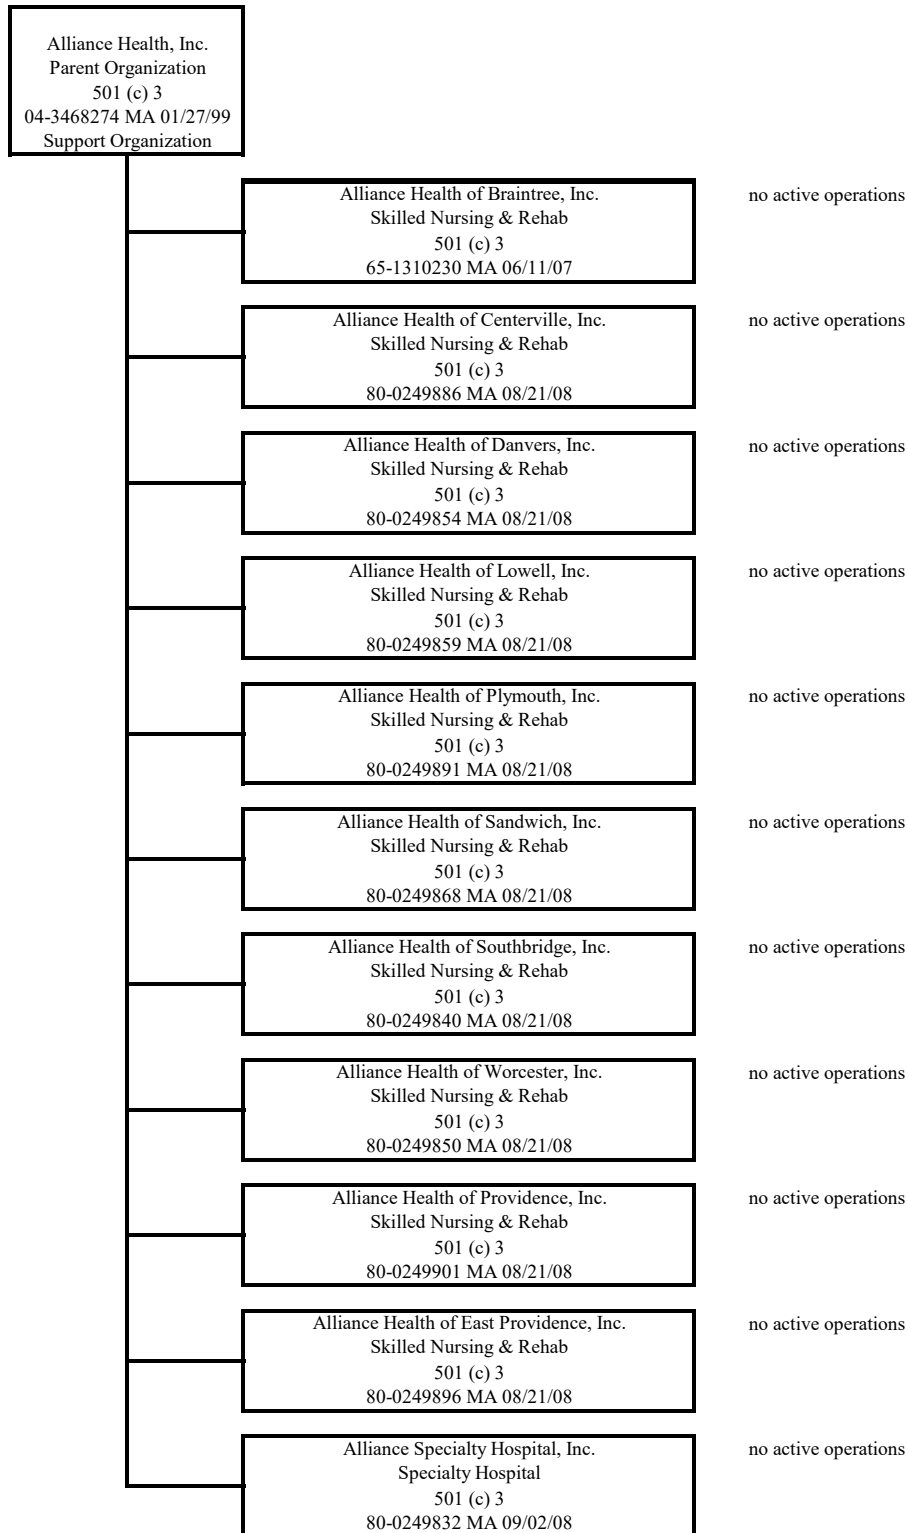 Alliance Health, Inc.
Parent Organization
501 (c) 3
04-3468274 MA 01/27/99
Support Organization
Alliance Health of Braintree, Inc.
no active operations
Skilled Nursing & Rehab
501 (c) 3
65-1310230 MA 06/11/07
Alliance Health of Centerville, Inc.
no active operations
Skilled Nursing & Rehab
501 (c) 3
80-0249886 MA 08/21/08
Alliance Health of Danvers, Inc.
no active operations
Skilled Nursing & Rehab
501 (c) 3
80-0249854 MA 08/21/08
Alliance Health of Lowell, Inc.
no active operations
Skilled Nursing & Rehab
501 (c) 3
80-0249859 MA 08/21/08
Alliance Health of Plymouth, Inc.
no active operations
Skilled Nursing & Rehab
501 (c) 3
80-0249891 MA 08/21/08
Alliance Health of Sandwich, Inc.
no active operations
Skilled Nursing & Rehab
501 (c) 3
80-0249868 MA 08/21/08
Alliance Health of Southbridge, Inc.
no active operations
Skilled Nursing & Rehab
501 (c) 3
80-0249840 MA 08/21/08
Alliance Health of Worcester, Inc.
no active operations
Skilled Nursing & Rehab
501 (c) 3
80-0249850 MA 08/21/08
Alliance Health of Providence, Inc.
no active operations
Skilled Nursing & Rehab
501 (c) 3
80-0249901 MA 08/21/08
Alliance Health of East Providence, Inc.
no active operations
Skilled Nursing & Rehab
501 (c) 3
80-0249896 MA 08/21/08
Alliance Specialty Hospital, Inc.
no active operations
Specialty Hospital
501 (c) 3
80-0249832 MA 09/02/08